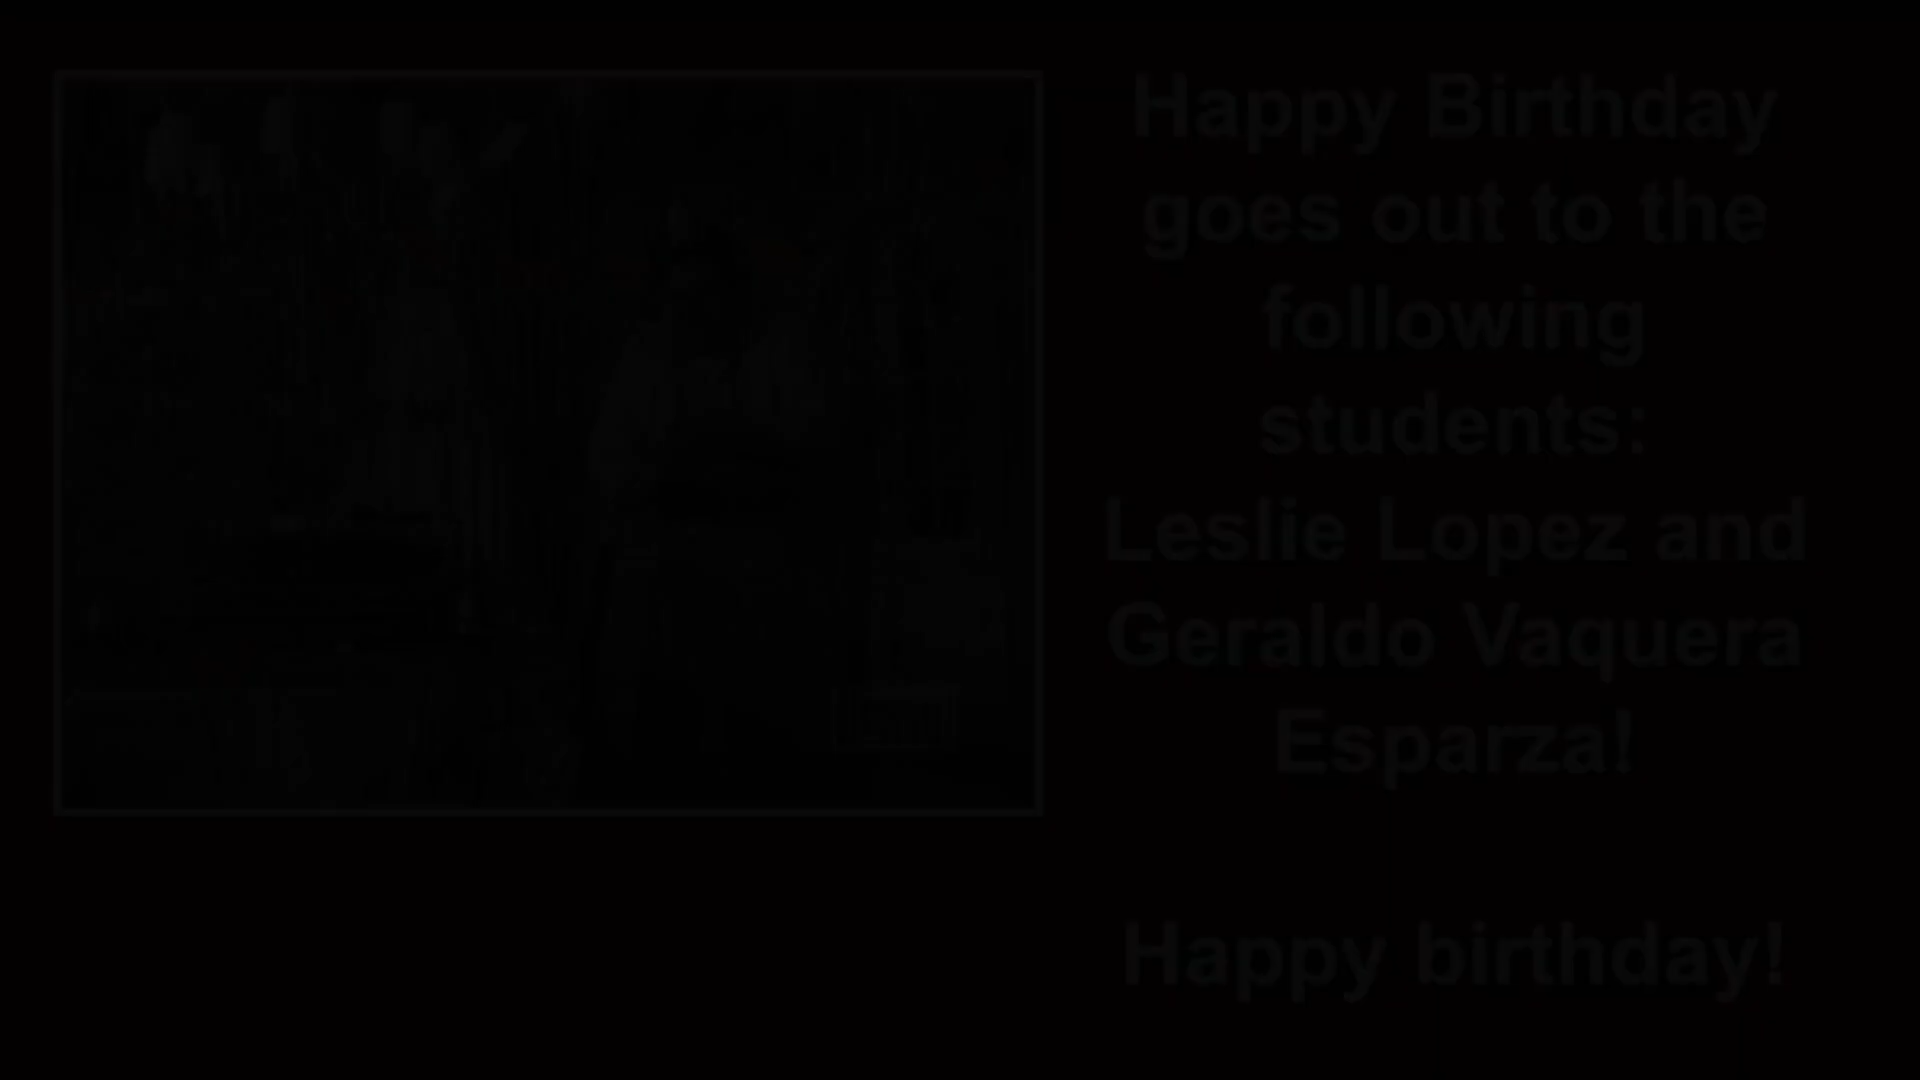 Happy Birthday
goes out to the
following
students:
Leslie Lopez and
Geraldo Vaquera
Esparza!
Happy birthday!